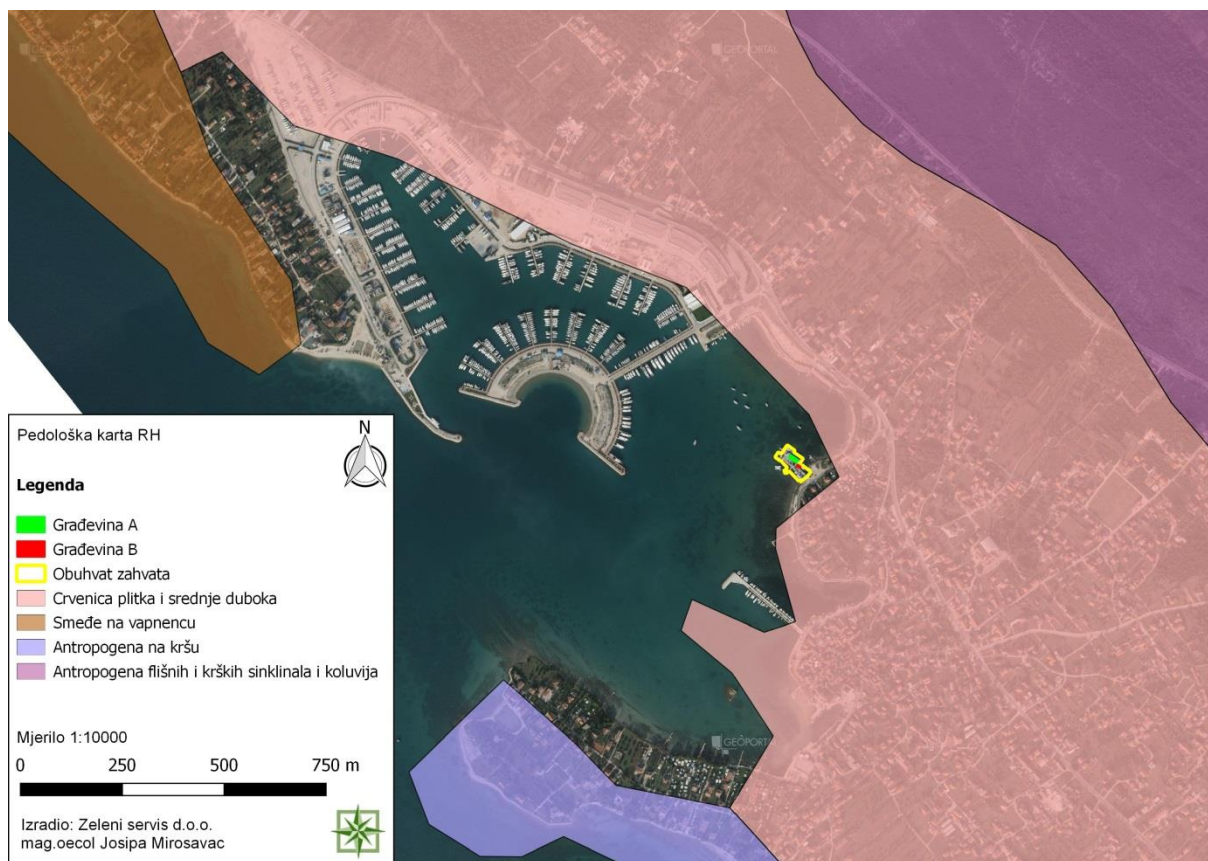 GEOPORTAL
GEOPORTAL
Pedološka karta RH
N
Legenda
Građevina A
Građevina B
Obuhvat zahvata
Crvenica plitka i srednje duboka
Smeđe na vapnencu
Antropogena na kršu
Antropogena flišnih i krških sinklinala i koluvija
GEOPORTAL
Mjerilo 1:10000
0 250 500 750 m
Izradio: Zeleni servis d.o.o.
mag.oecol Josipa Mirosavac